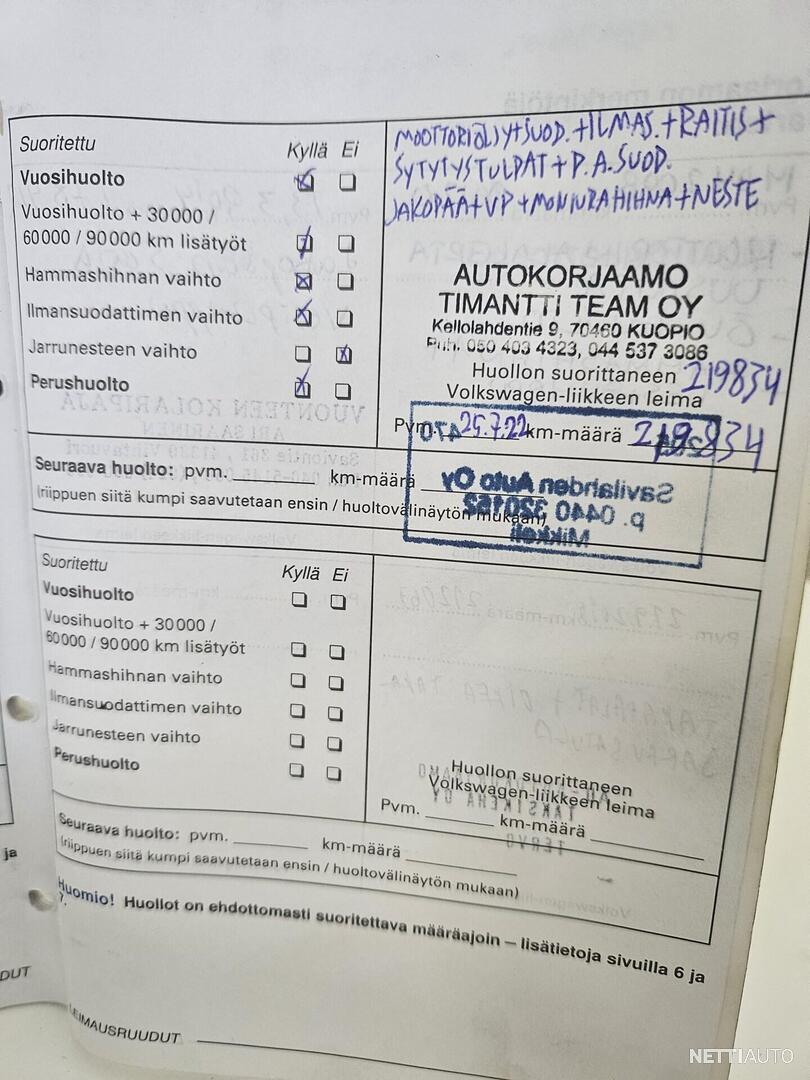 Suoritettu Kyllä Ei
Vuosihuolto
Vuosihuolto + 30 000 /
60 000 / 90 000 km lisätyöt
Hammashihnan vaihto
Ilmansuodattimen vaihto
Jarrunesteen vaihto
Perushuolto
MOOTTORIÖLJY+SUOD.+ILMAS.+RAITIS+
SYTYTYSTULPAT+P.A.SUOD.
JAKOPÄÄ+VP+MONIURAHIHNA+NESTE
AUTOKORJAAMO
TIMANTTI TEAM OY
Kellolahdentie 9, 70460 KUOPIO
Puh. 050 403 4323, 044 537 3086
Huollon suorittaneen 219834
Volkswagen-liikkeen leima
Pvm. 25.7.22 km-määrä 219834
Seuraava huolto: pvm. km-määrä
(riippuen siitä kumpi saavutetaan ensin / huoltovälinäytön mukaan)
Savilahden Auto Oy
p. 0440 320162
Mikkeli
Suoritettu Kyllä Ei
Vuosihuolto
Vuosihuolto + 30 000 /
60 000 / 90 000 km lisätyöt
Hammashihnan vaihto
Ilmansuodattimen vaihto
Jarrunesteen vaihto
Perushuolto
Huollon suorittaneen
Volkswagen-liikkeen leima
Pvm. km-määrä
Seuraava huolto: pvm. km-määrä
(riippuen siitä kumpi saavutetaan ensin / huoltovälinäytön mukaan)
Huomio! Huollot on ehdottomasti suoritettava määräajoin – lisätietoja sivuilla 6 ja
7.
LEIMAUSRUUDUT
ja
DUT
NETTIAUTO